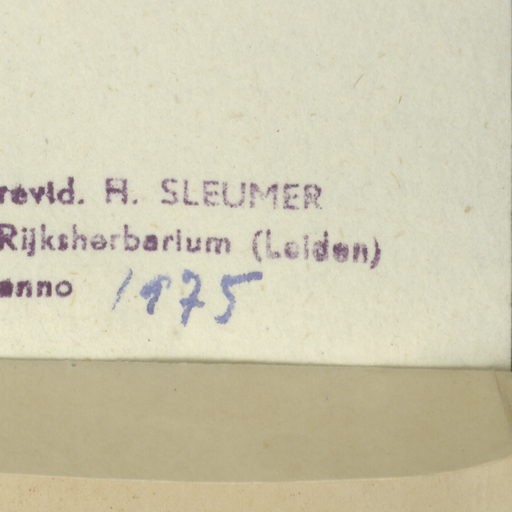 revid. H. SLEUMER
Rijksherbarium (Leiden)
anno 1975